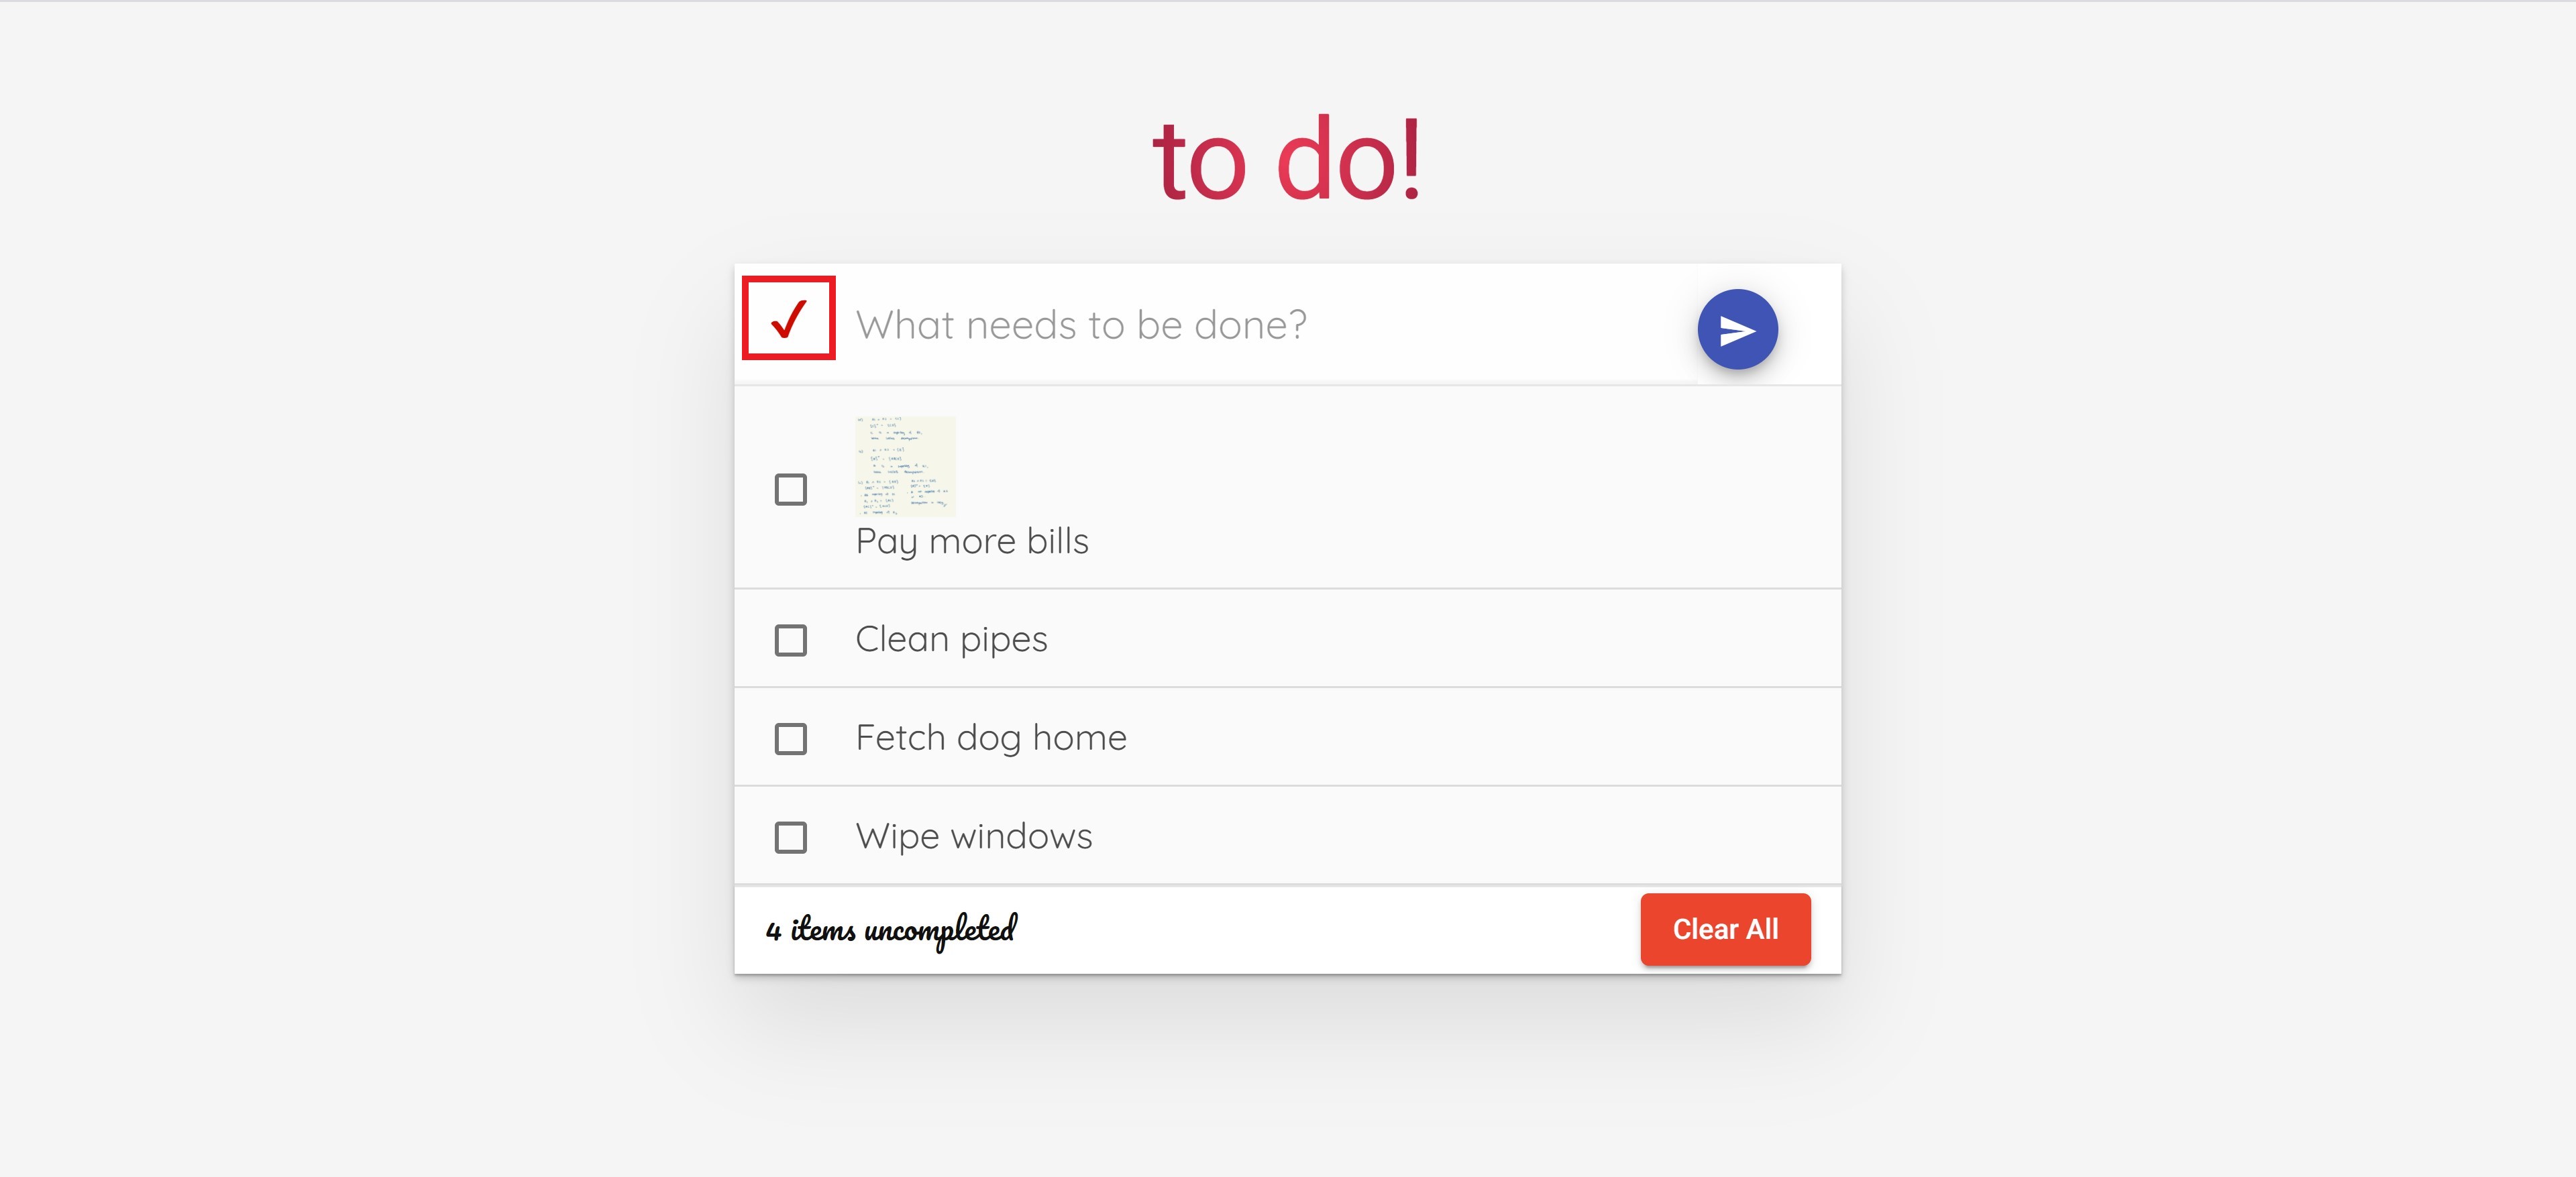 to do!
What needs to be done?
Pay more bills
Clean pipes
Fetch dog home
Wipe windows
4 items uncompleted
Clear All